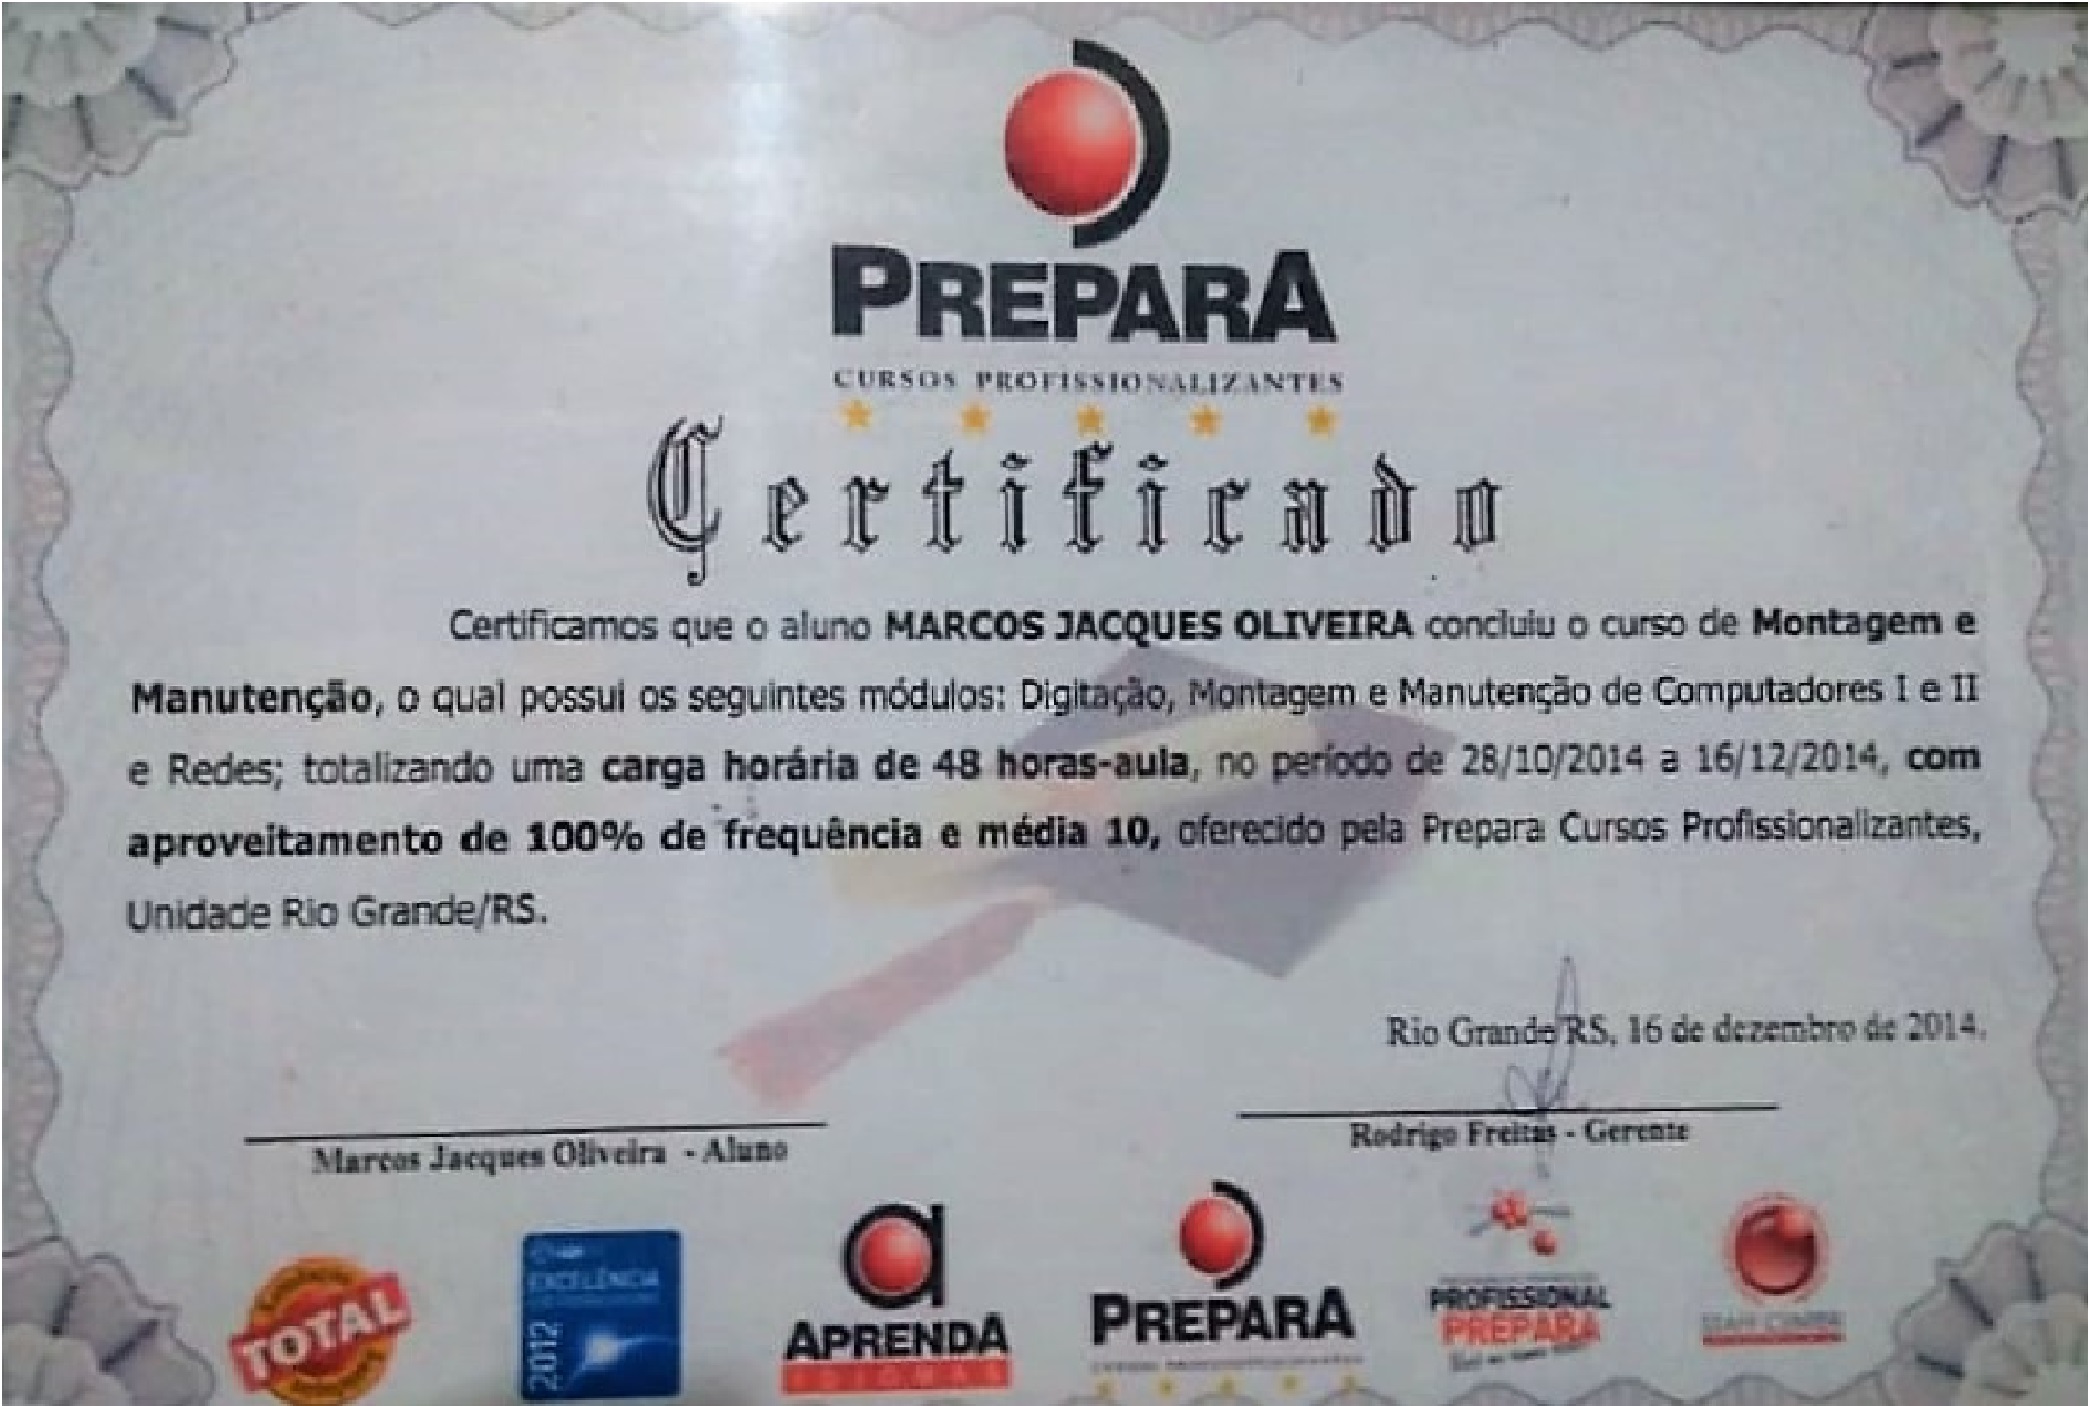 PREPARA
CURSOS PROFISSIONALIZANTES
Certificado
Certificamos que o aluno MARCOS JACQUES OLIVEIRA concluiu o curso de Montagem e
Manutenção, o qual possui os seguintes módulos: Digitação, Montagem e Manutenção de Computadores I e II
e Redes; totalizando uma carga horária de 48 horas-aula, no período de 28/10/2014 a 16/12/2014, com
aproveitamento de 100% de frequência e média 10, oferecido pela Prepara Cursos Profissionalizantes,
Unidade Rio Grande/RS.
Rio Grande/RS, 16 de dezembro de 2014.
Marcos Jacques Oliveira - Aluno
Rodrigo Freitas - Gerente
TOTAL
EXCELÊNCIA
2012
APRENDA
IDIOMAS
PREPARA
PROFISSIONAL
PREPARA